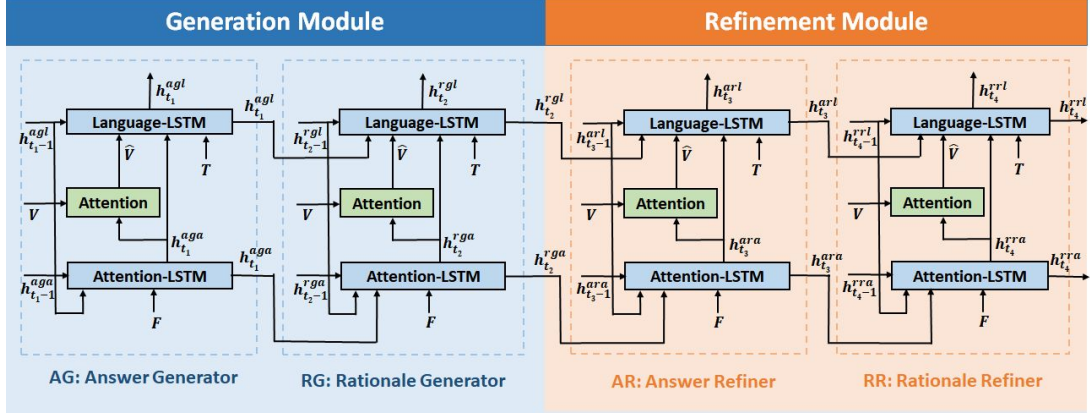 Generation Module
Refinement Module
h_{t_1}^{agl}
h_{t_1}^{agl}
Language-LSTM
h_{t_1-1}^{agl}
V̂
T
Attention
V
h_{t_1}^{aga}
h_{t_1}^{aga}
Attention-LSTM
h_{t_1-1}^{aga}
F
AG: Answer Generator
h_{t_2}^{rgl}
h_{t_2}^{rgl}
Language-LSTM
h_{t_2-1}^{rgl}
V̂
T
Attention
V
h_{t_2}^{rga}
h_{t_2}^{rga}
Attention-LSTM
h_{t_2-1}^{rga}
F
RG: Rationale Generator
h_{t_3}^{arl}
h_{t_3}^{arl}
Language-LSTM
h_{t_3-1}^{arl}
V̂
T
Attention
V
h_{t_3}^{ara}
h_{t_3}^{ara}
Attention-LSTM
h_{t_3-1}^{ara}
F
AR: Answer Refiner
h_{t_4}^{rrl}
h_{t_4}^{rrl}
Language-LSTM
h_{t_4-1}^{rrl}
V̂
T
Attention
V
h_{t_4}^{rra}
h_{t_4}^{rra}
Attention-LSTM
h_{t_4-1}^{rra}
F
RR: Rationale Refiner